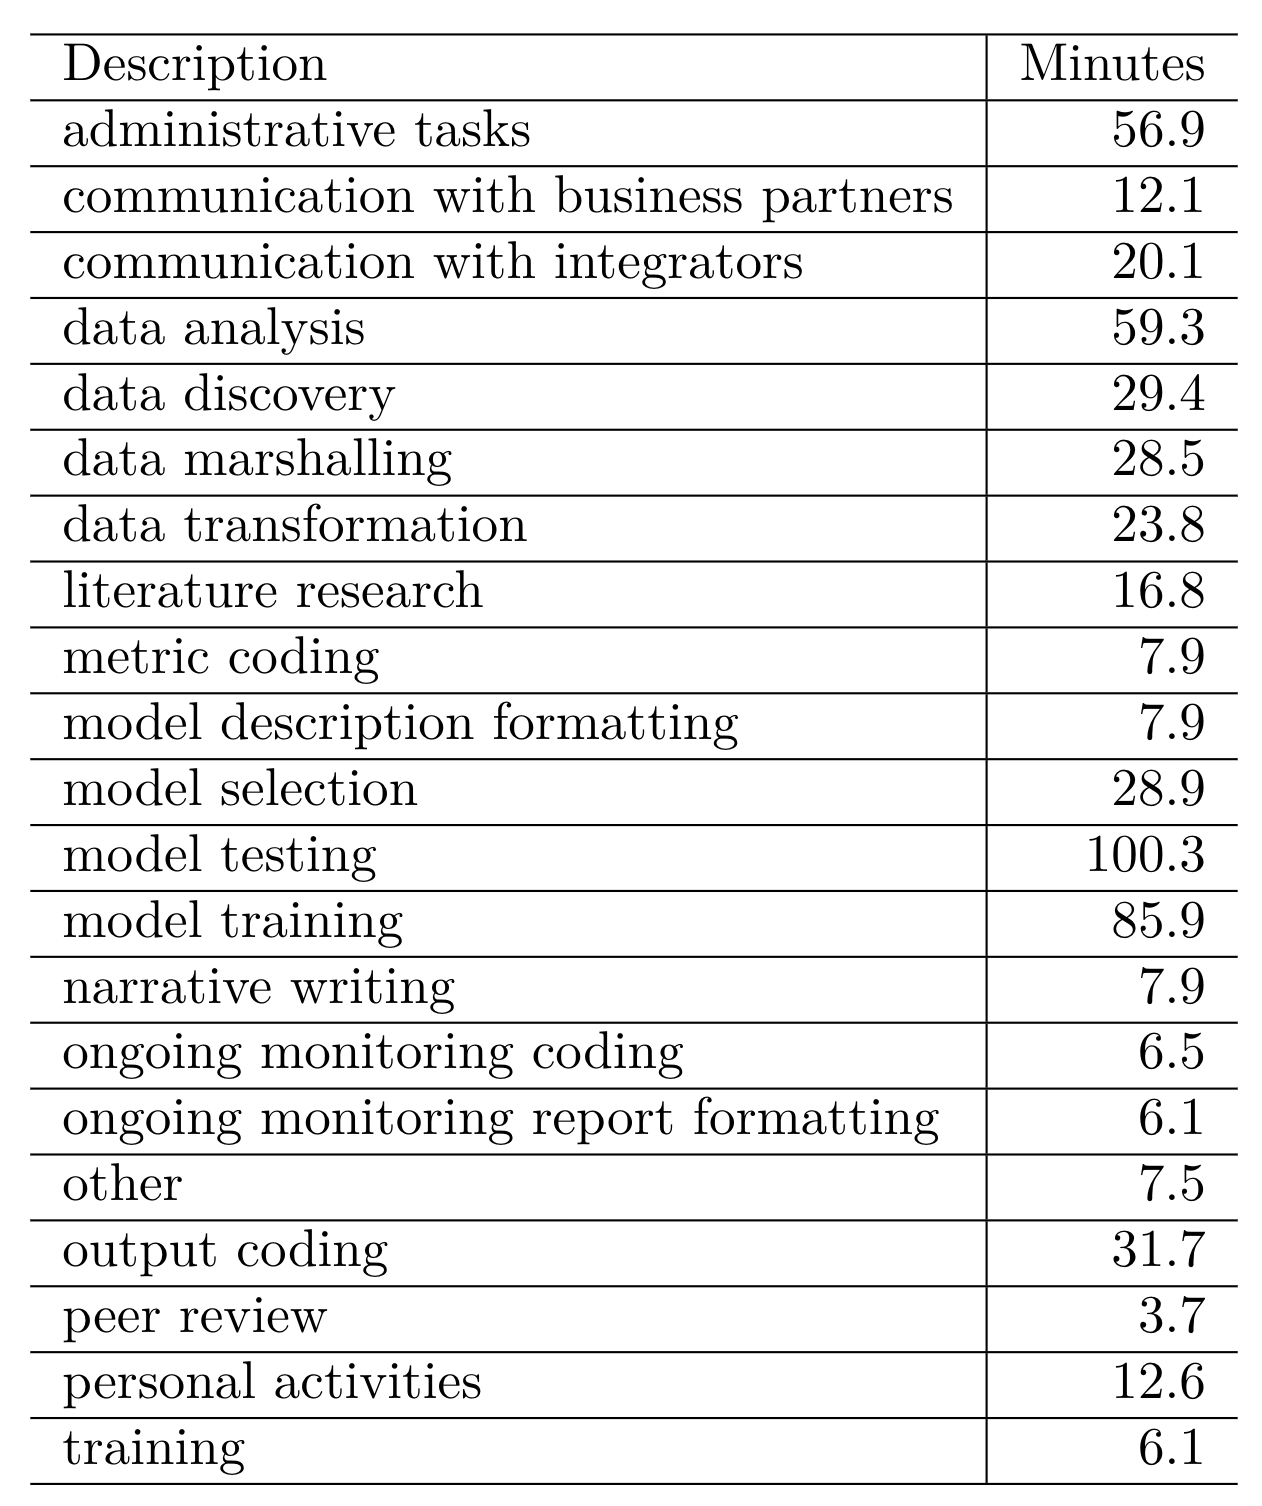 Description Minutes
administrative tasks 56.9
communication with business partners 12.1
communication with integrators 20.1
data analysis 59.3
data discovery 29.4
data marshalling 28.5
data transformation 23.8
literature research 16.8
metric coding 7.9
model description formatting 7.9
model selection 28.9
model testing 100.3
model training 85.9
narrative writing 7.9
ongoing monitoring coding 6.5
ongoing monitoring report formatting 6.1
other 7.5
output coding 31.7
peer review 3.7
personal activities 12.6
training 6.1